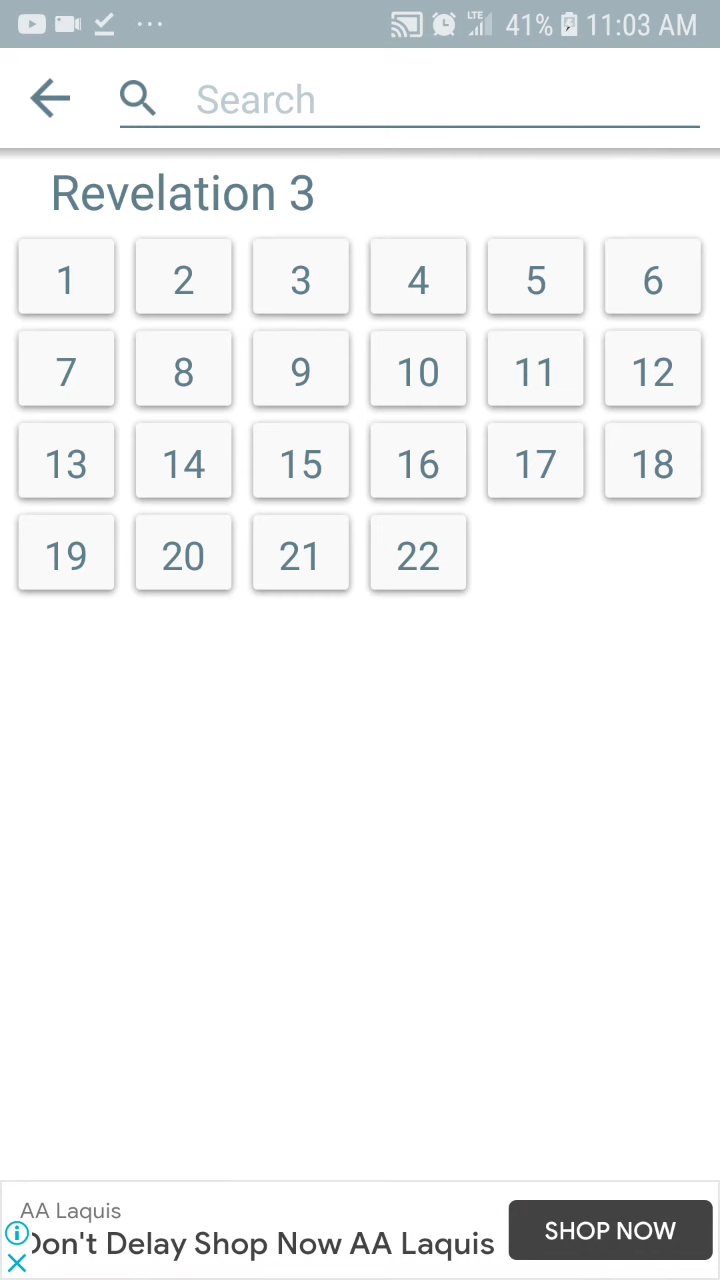 LTE 41% 11:03 AM
Search
Revelation 3
1 2 3 4 5 6
7 8 9 10 11 12
13 14 15 16 17 18
19 20 21 22
AA Laquis
Don't Delay Shop Now AA Laquis
SHOP NOW